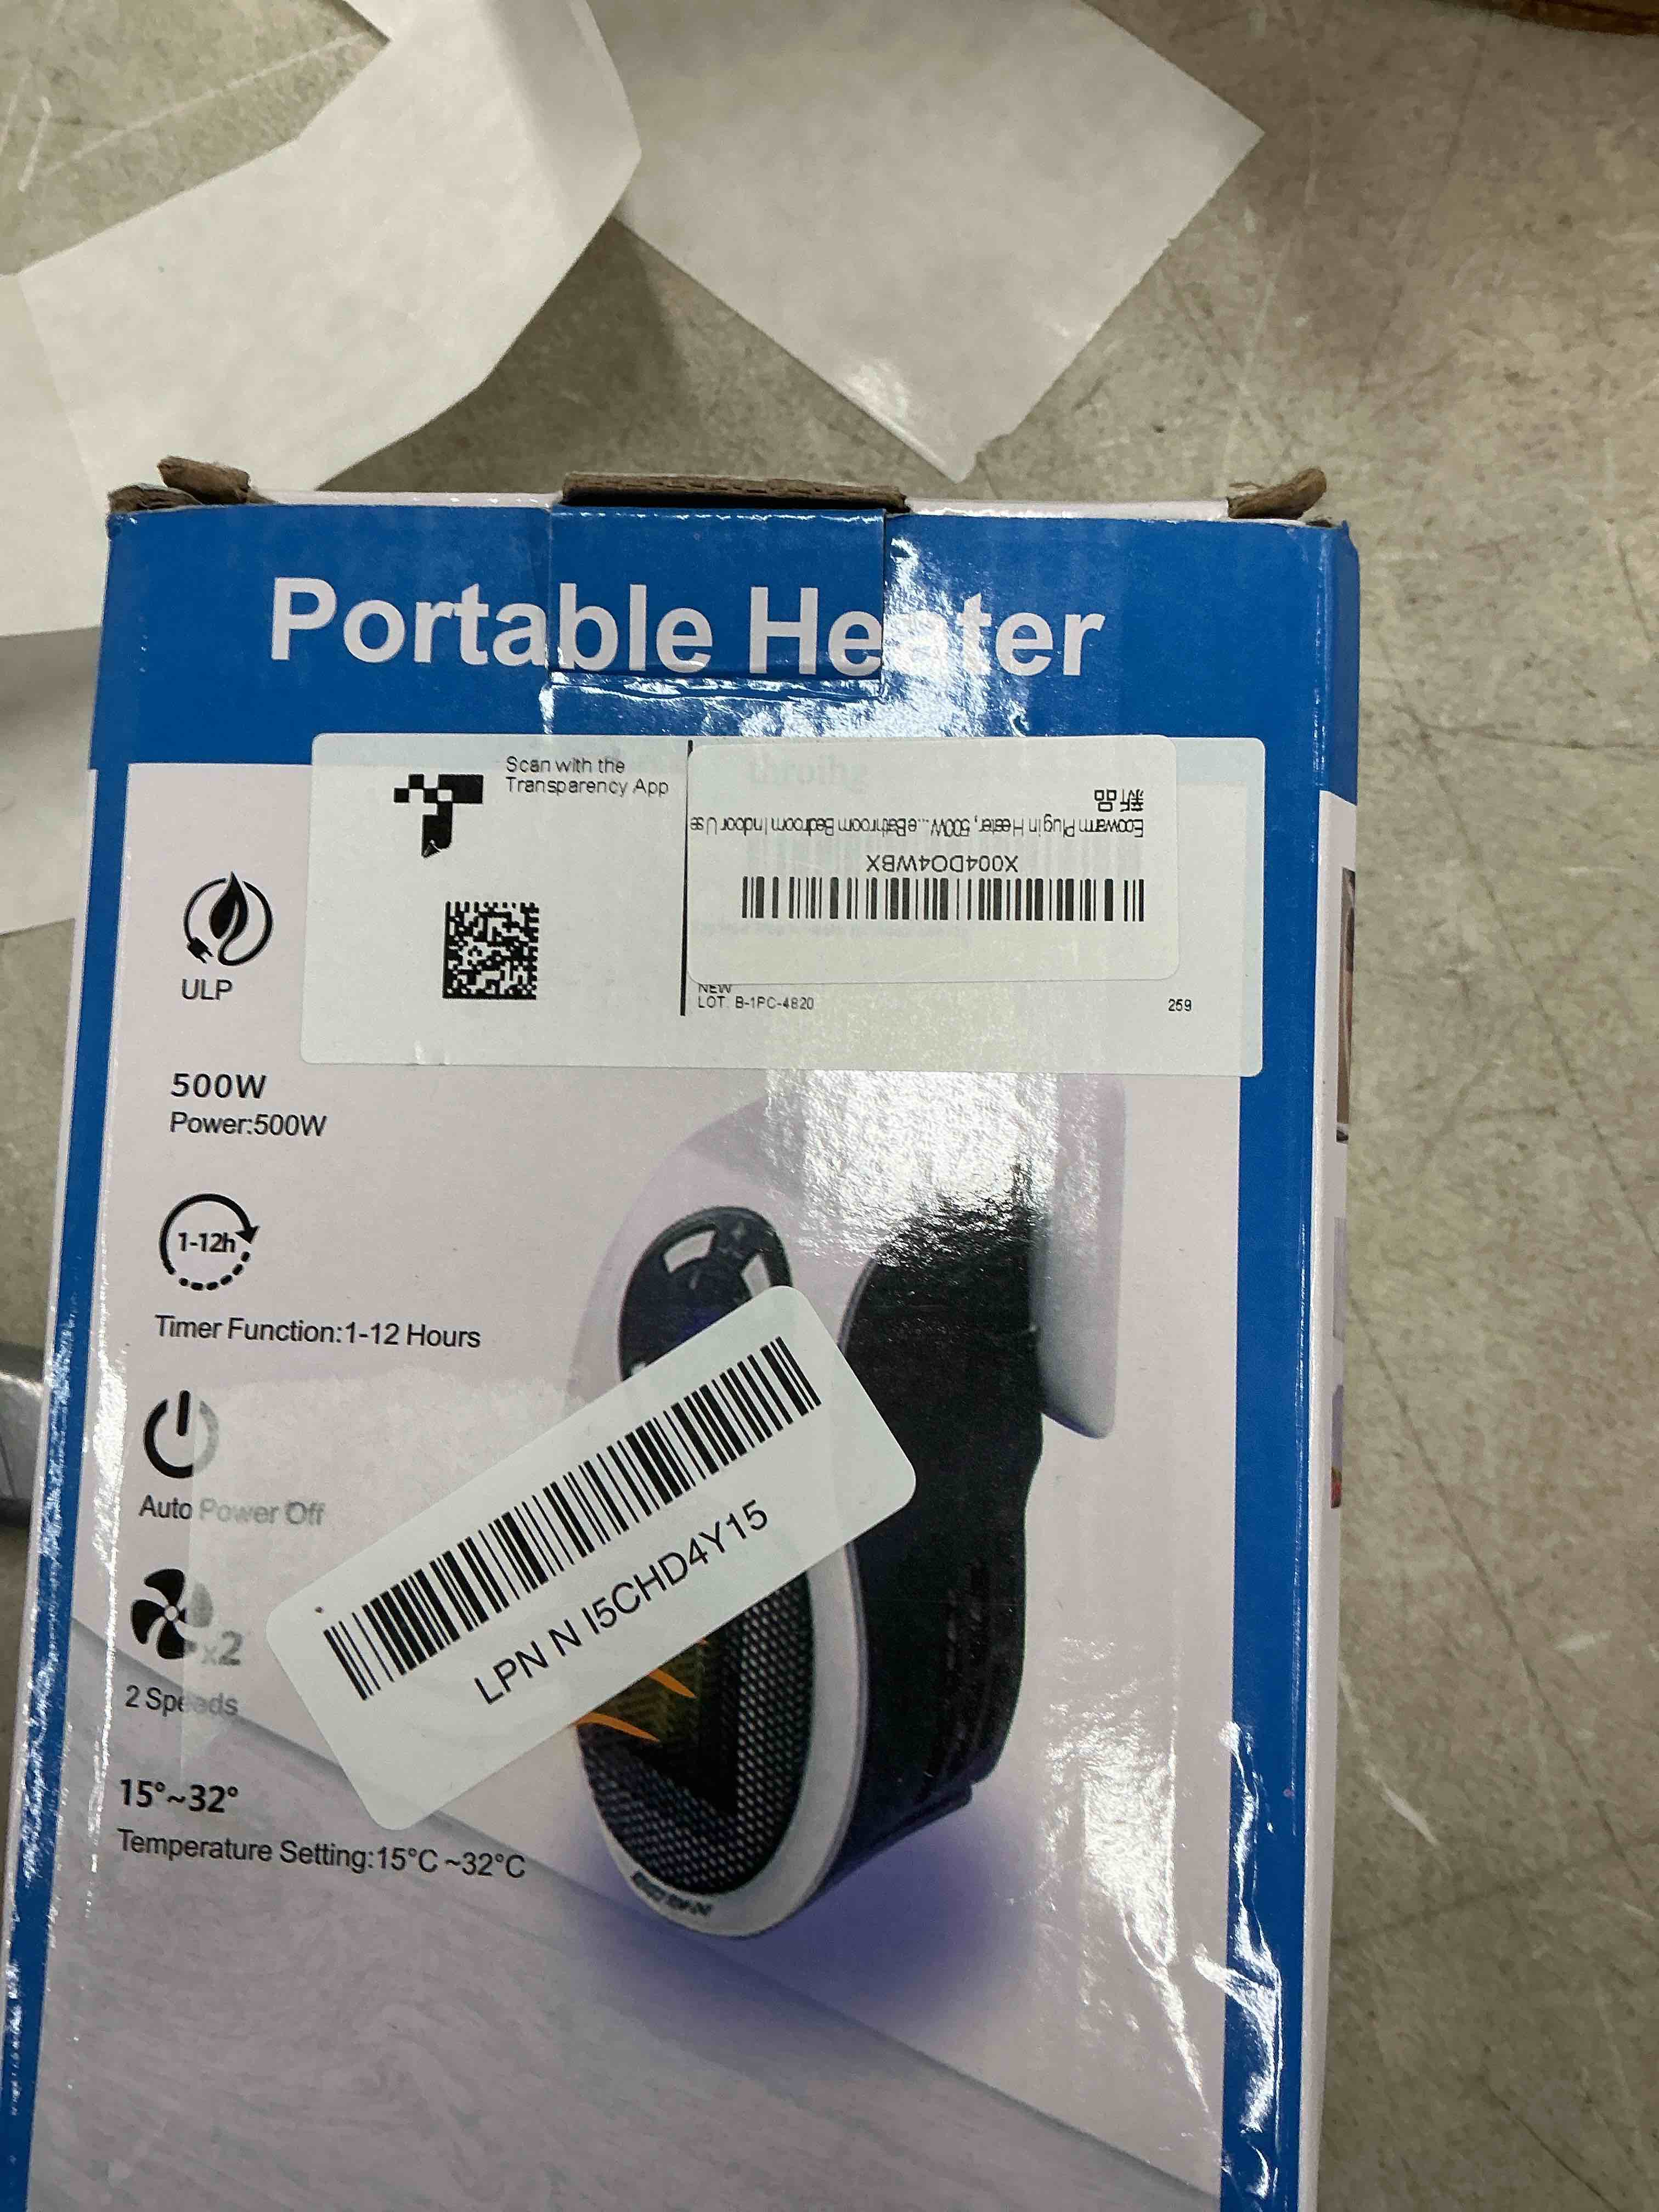 Portable Heater
Scan with the
Transparency App
throihg
新品
Ecowarm Plug in Heater, 500W...e Bathroom Bedroom Indoor Use
X004DO4WBX
NEW
LOT: B-1PC-4820
259
ULP
500W
Power:500W
1-12h
Timer Function:1-12 Hours
Auto Power Off
x2
2 Speeds
LPN N I5CHD4Y15
15°~32°
Temperature Setting:15°C ~32°C